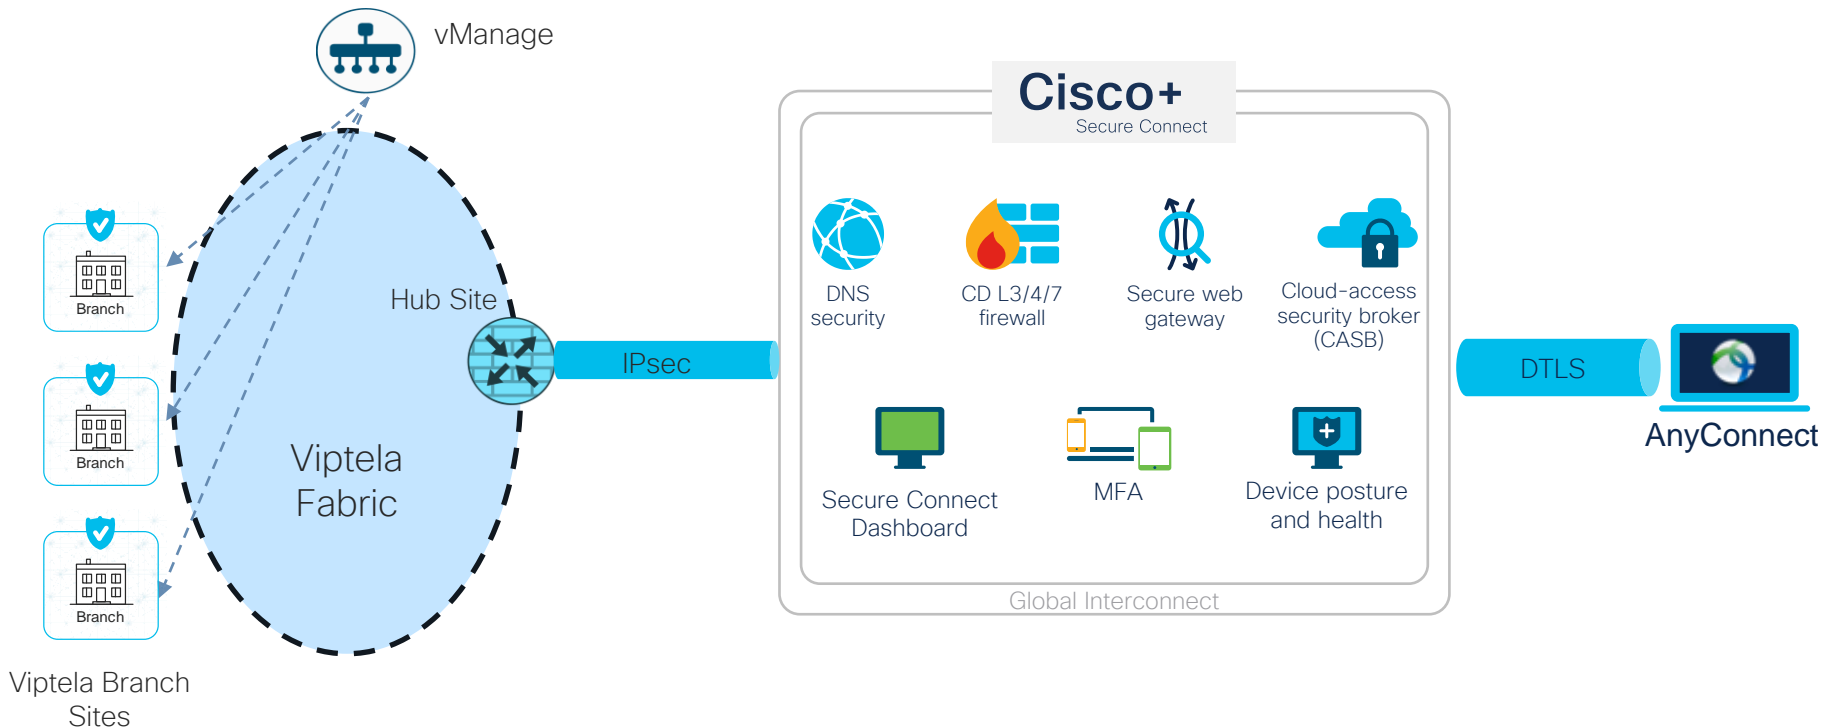 vManage
Cisco+
Secure Connect
Branch
Branch
Branch
Viptela Branch
Sites
Hub Site
Viptela
Fabric
IPsec
DNS
security
CD L3/4/7
firewall
Secure web
gateway
Cloud-access
security broker
(CASB)
Secure Connect
Dashboard
MFA
Device posture
and health
Global Interconnect
DTLS
AnyConnect